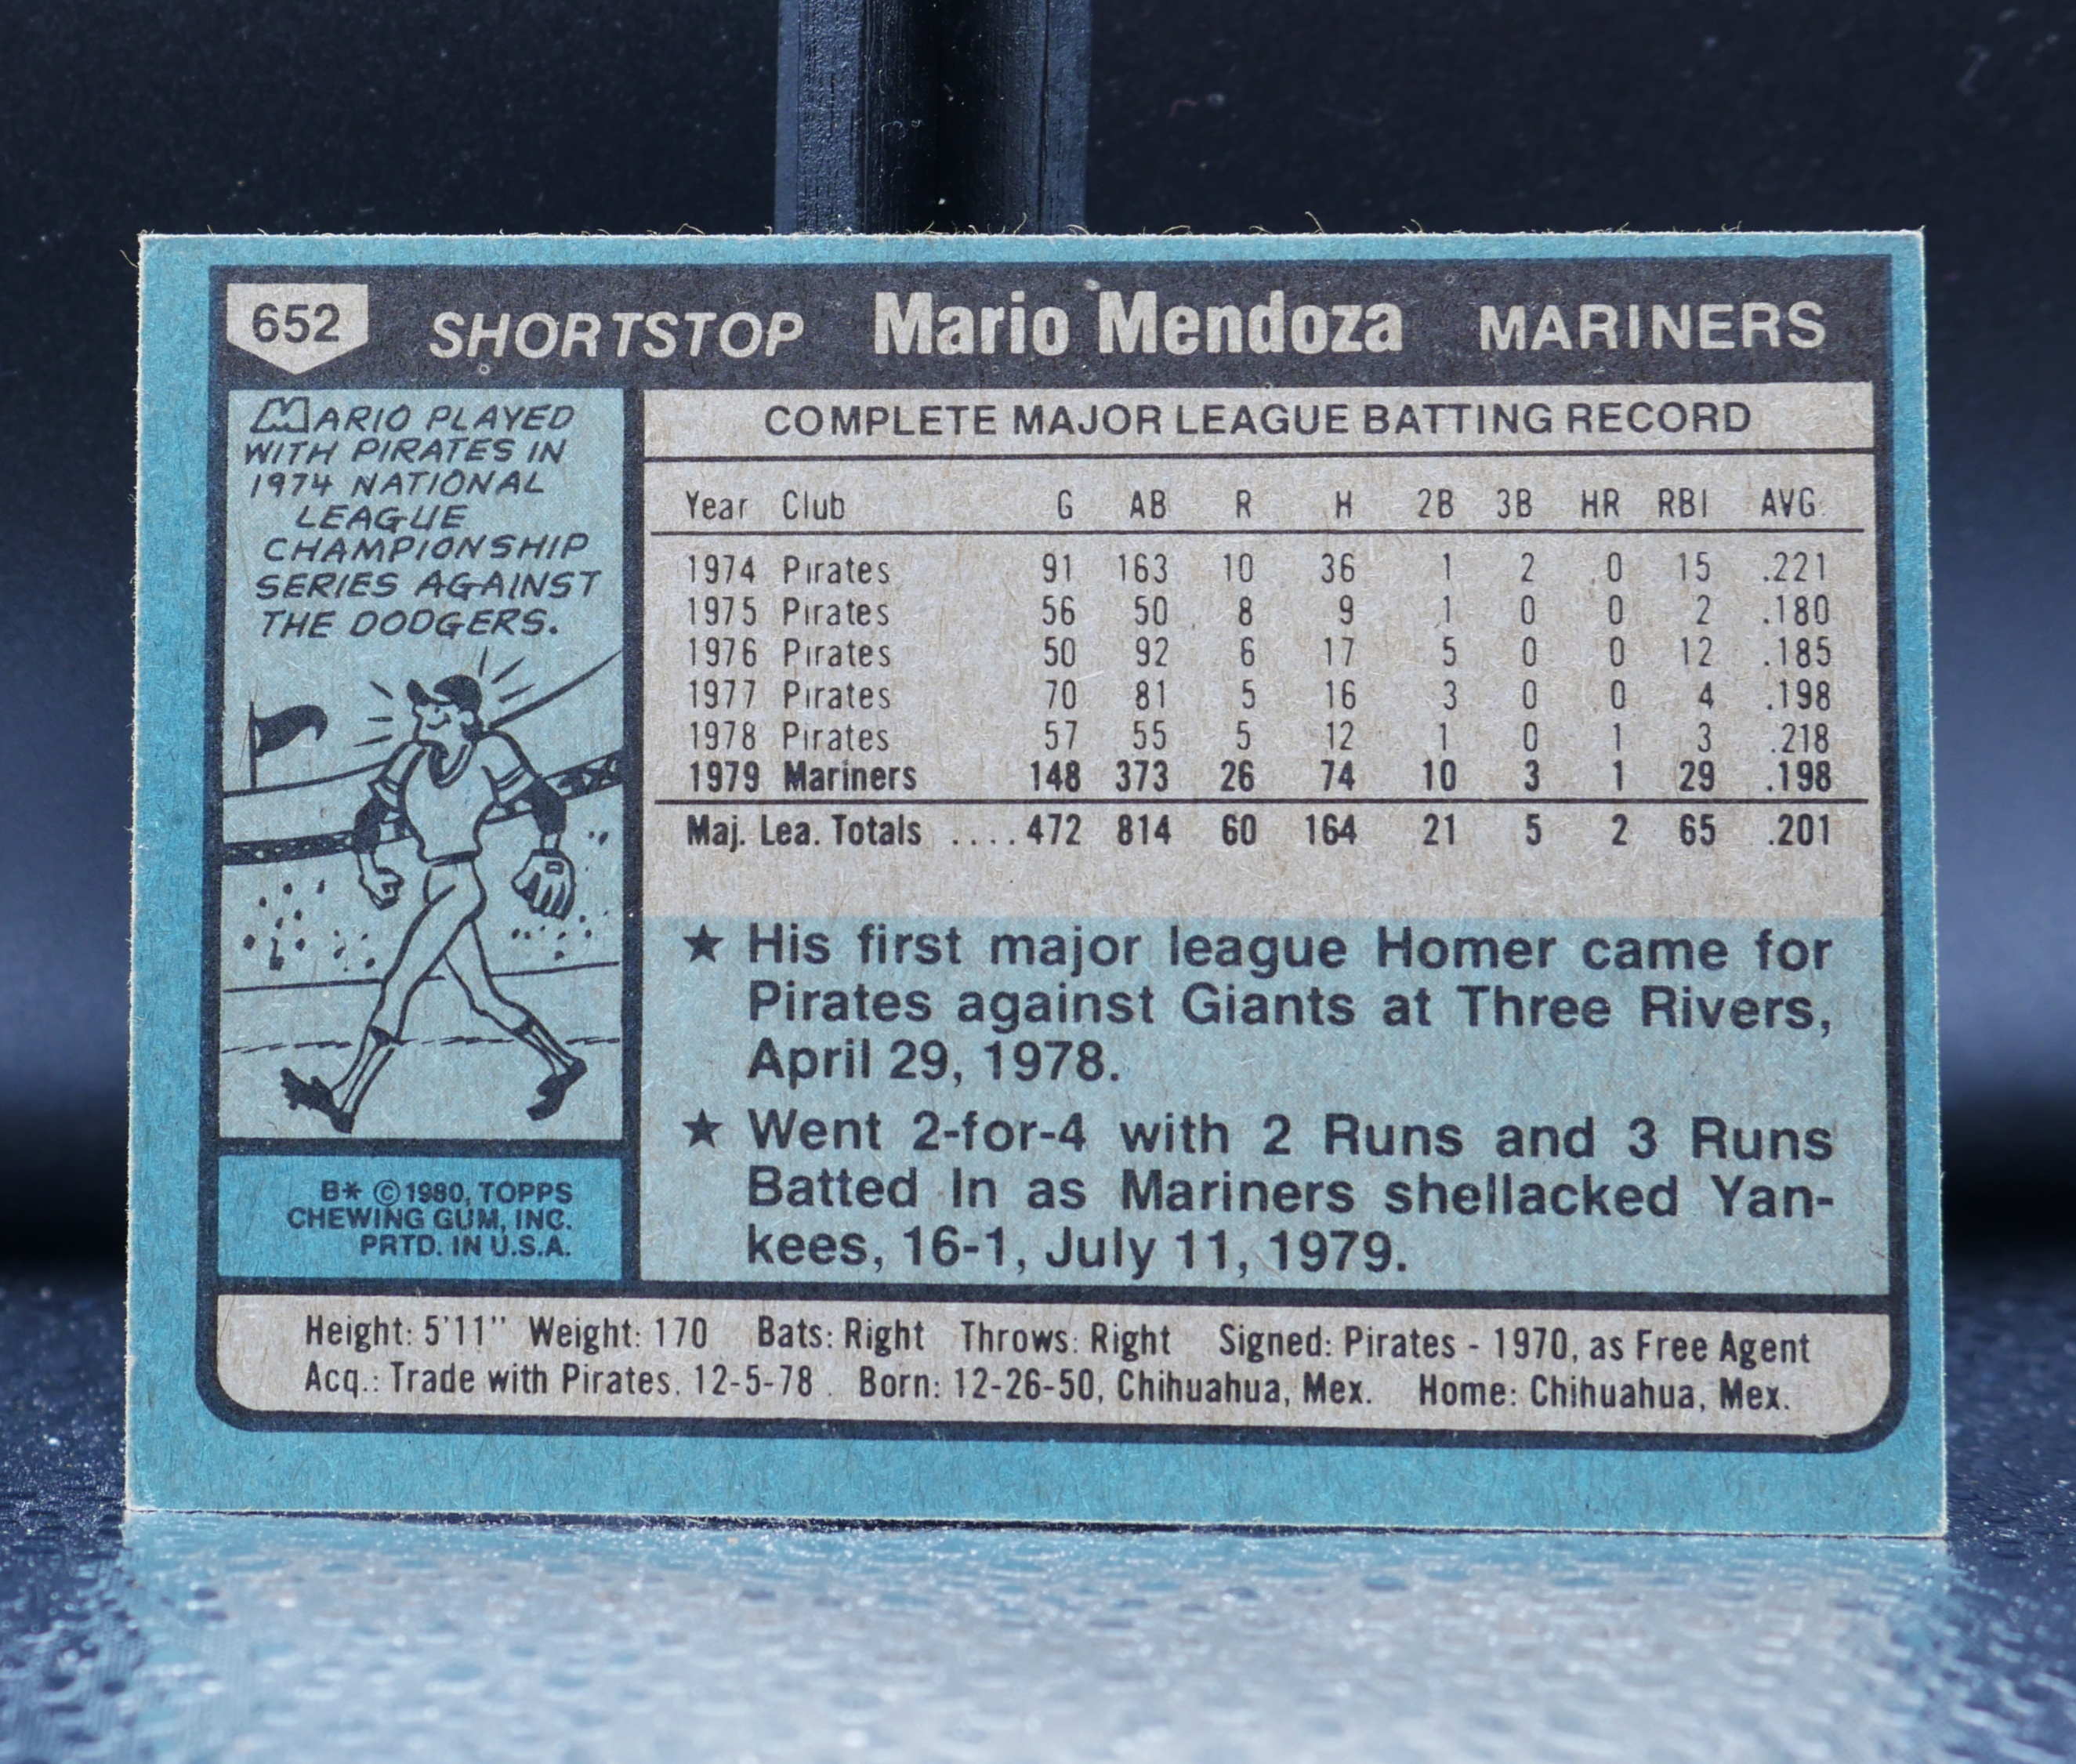 652 SHORTSTOP Mario Mendoza MARINERS
MARIO PLAYED
WITH PIRATES IN
1974 NATIONAL
LEAGUE
CHAMPIONSHIP
SERIES AGAINST
THE DODGERS.
B* ©1980, TOPPS
CHEWING GUM, INC.
PRTD. IN U.S.A.
COMPLETE MAJOR LEAGUE BATTING RECORD
Year Club G AB R H 2B 3B HR RBI AVG.
1974 Pirates 91 163 10 36 1 2 0 15 .221
1975 Pirates 56 50 8 9 1 0 0 2 .180
1976 Pirates 50 92 6 17 5 0 0 12 .185
1977 Pirates 70 81 5 16 3 0 0 4 .198
1978 Pirates 57 55 5 12 1 0 1 3 .218
1979 Mariners 148 373 26 74 10 3 1 29 .198
Maj. Lea. Totals ....472 814 60 164 21 5 2 65 .201
★ His first major league Homer came for
Pirates against Giants at Three Rivers,
April 29, 1978.
★ Went 2-for-4 with 2 Runs and 3 Runs
Batted In as Mariners shellacked Yan-
kees, 16-1, July 11, 1979.
Height: 5'11" Weight: 170 Bats: Right Throws: Right Signed: Pirates - 1970, as Free Agent
Acq.: Trade with Pirates. 12-5-78. Born: 12-26-50, Chihuahua, Mex. Home: Chihuahua, Mex.